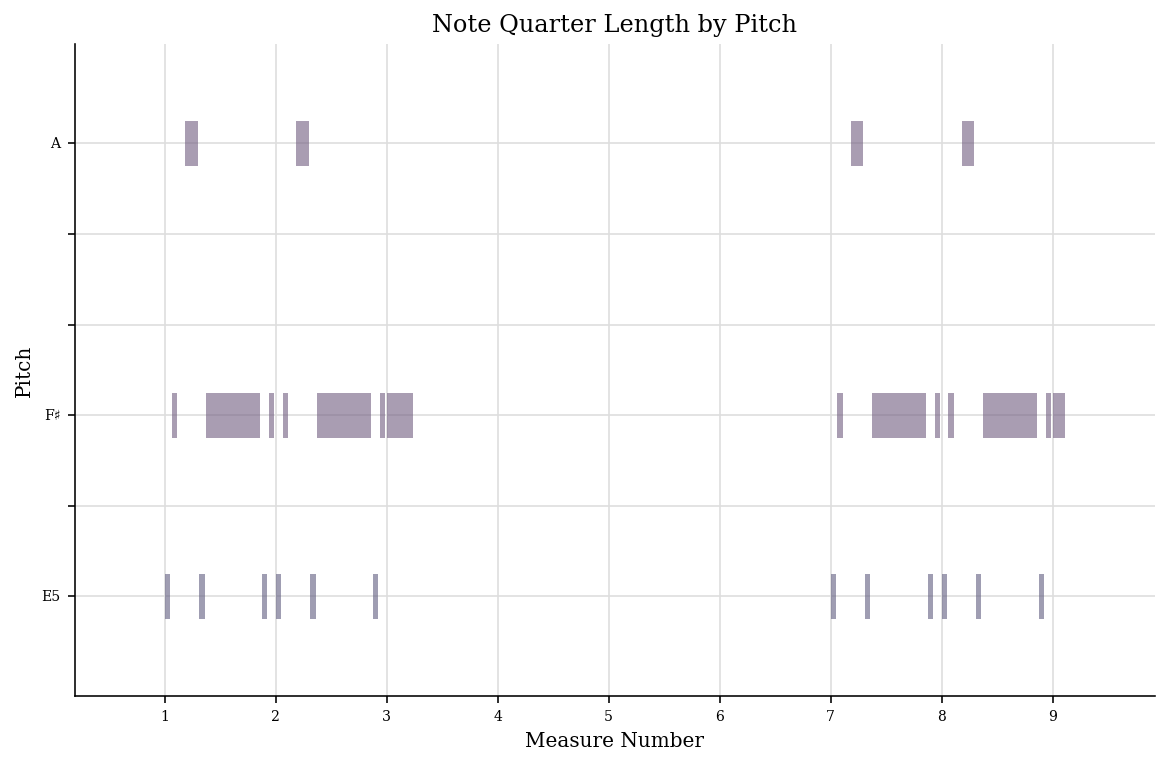 Note Quarter Length by Pitch
Pitch
A
F♯
E5
1 2 3 4 5 6 7 8 9
Measure Number